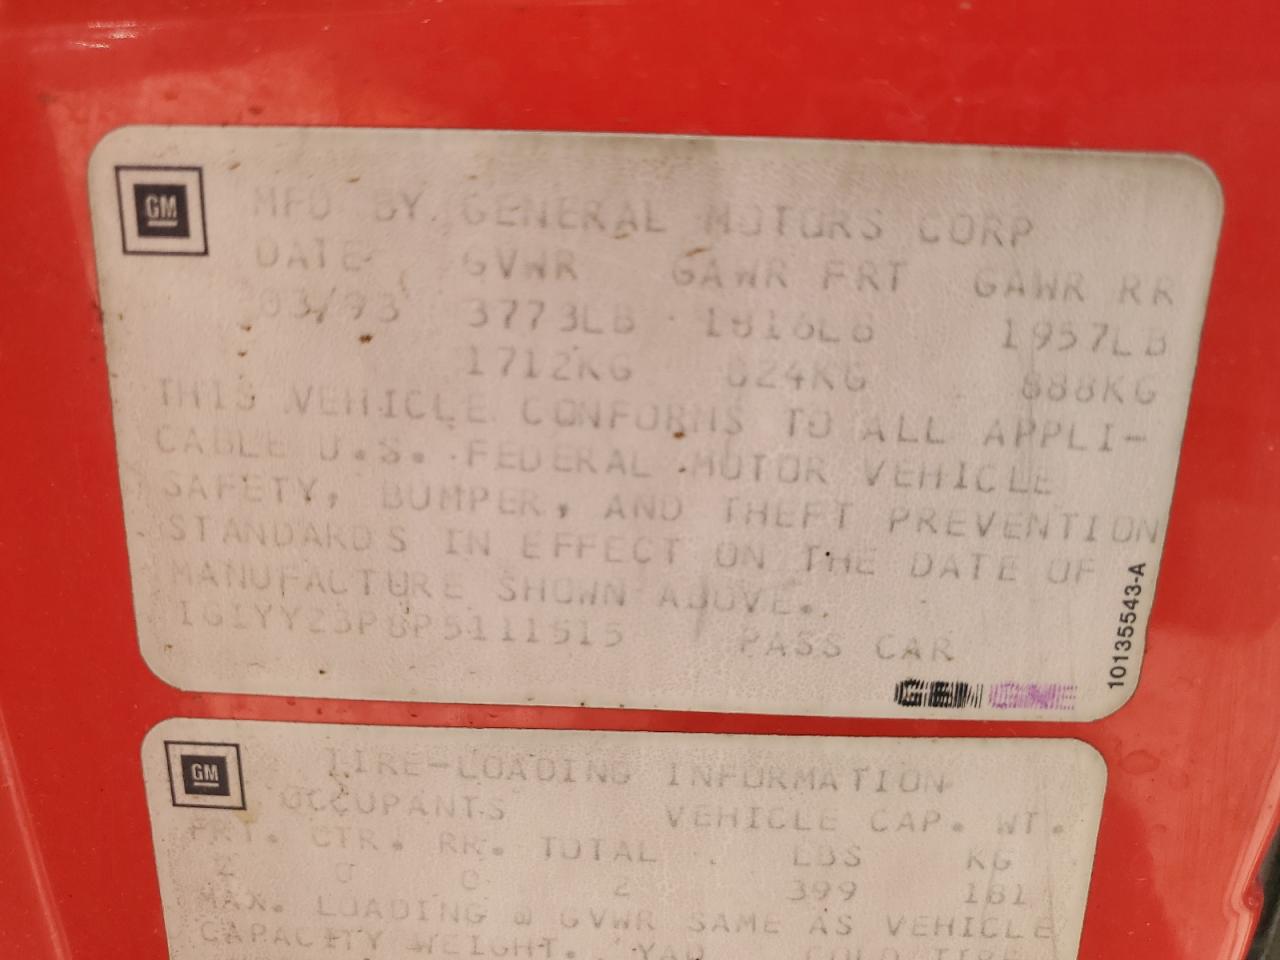 GM
MFD BY GENERAL MOTORS CORP
DATE GVWR GAWR FRT GAWR RR
03/93 3773LB 1816LB 1957LB
1712KG 824KG 888KG
THIS VEHICLE CONFORMS TO ALL APPLI-
CABLE U.S. FEDERAL MOTOR VEHICLE
SAFETY, BUMPER, AND THEFT PREVENTION
STANDARDS IN EFFECT ON THE DATE OF
MANUFACTURE SHOWN ABOVE.
1G1YY23P8P5111515 PASS CAR
10135543-A
GM
TIRE-LOADING INFORMATION
OCCUPANTS VEHICLE CAP. WT.
FRT. CTR. RR. TOTAL LBS KG
2 0 0 2 399 181
MAX. LOADING @ GVWR SAME AS VEHICLE
CAPACITY WEIGHT.